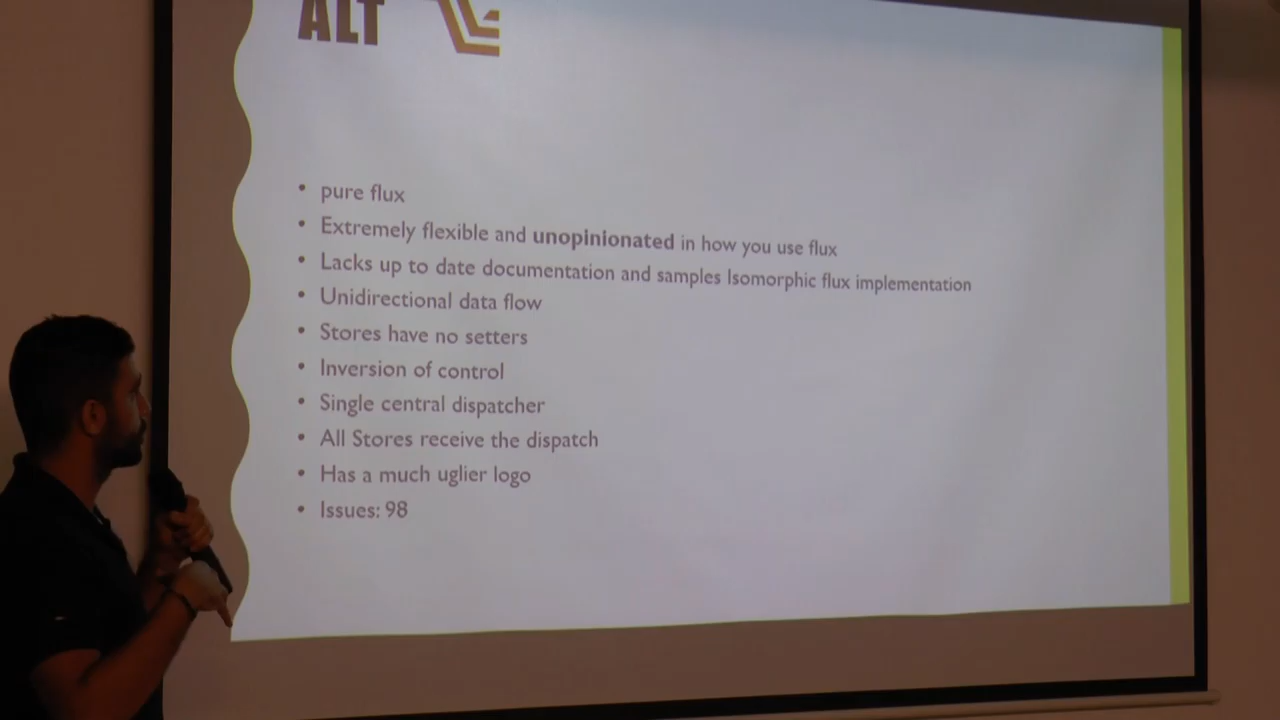 ALT
• pure flux
• Extremely flexible and unopinionated in how you use flux
• Lacks up to date documentation and samples Isomorphic flux implementation
• Unidirectional data flow
• Stores have no setters
• Inversion of control
• Single central dispatcher
• All Stores receive the dispatch
• Has a much uglier logo
• Issues: 98